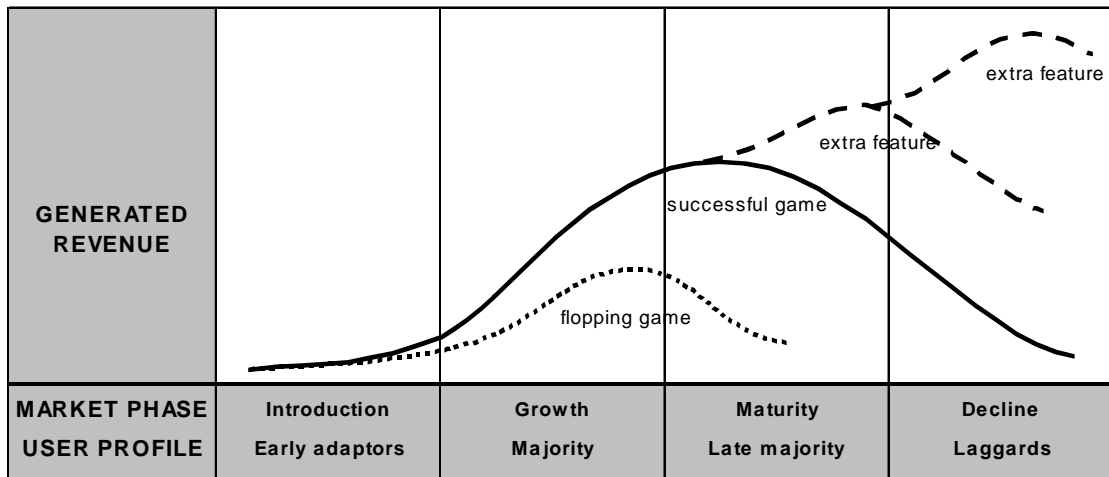 extra feature
extra feature
GENERATED
REVENUE
successful game
flopping game
MARKET PHASE
Introduction
Growth
Maturity
Decline
USER PROFILE
Early adaptors
Majority
Late majority
Laggards